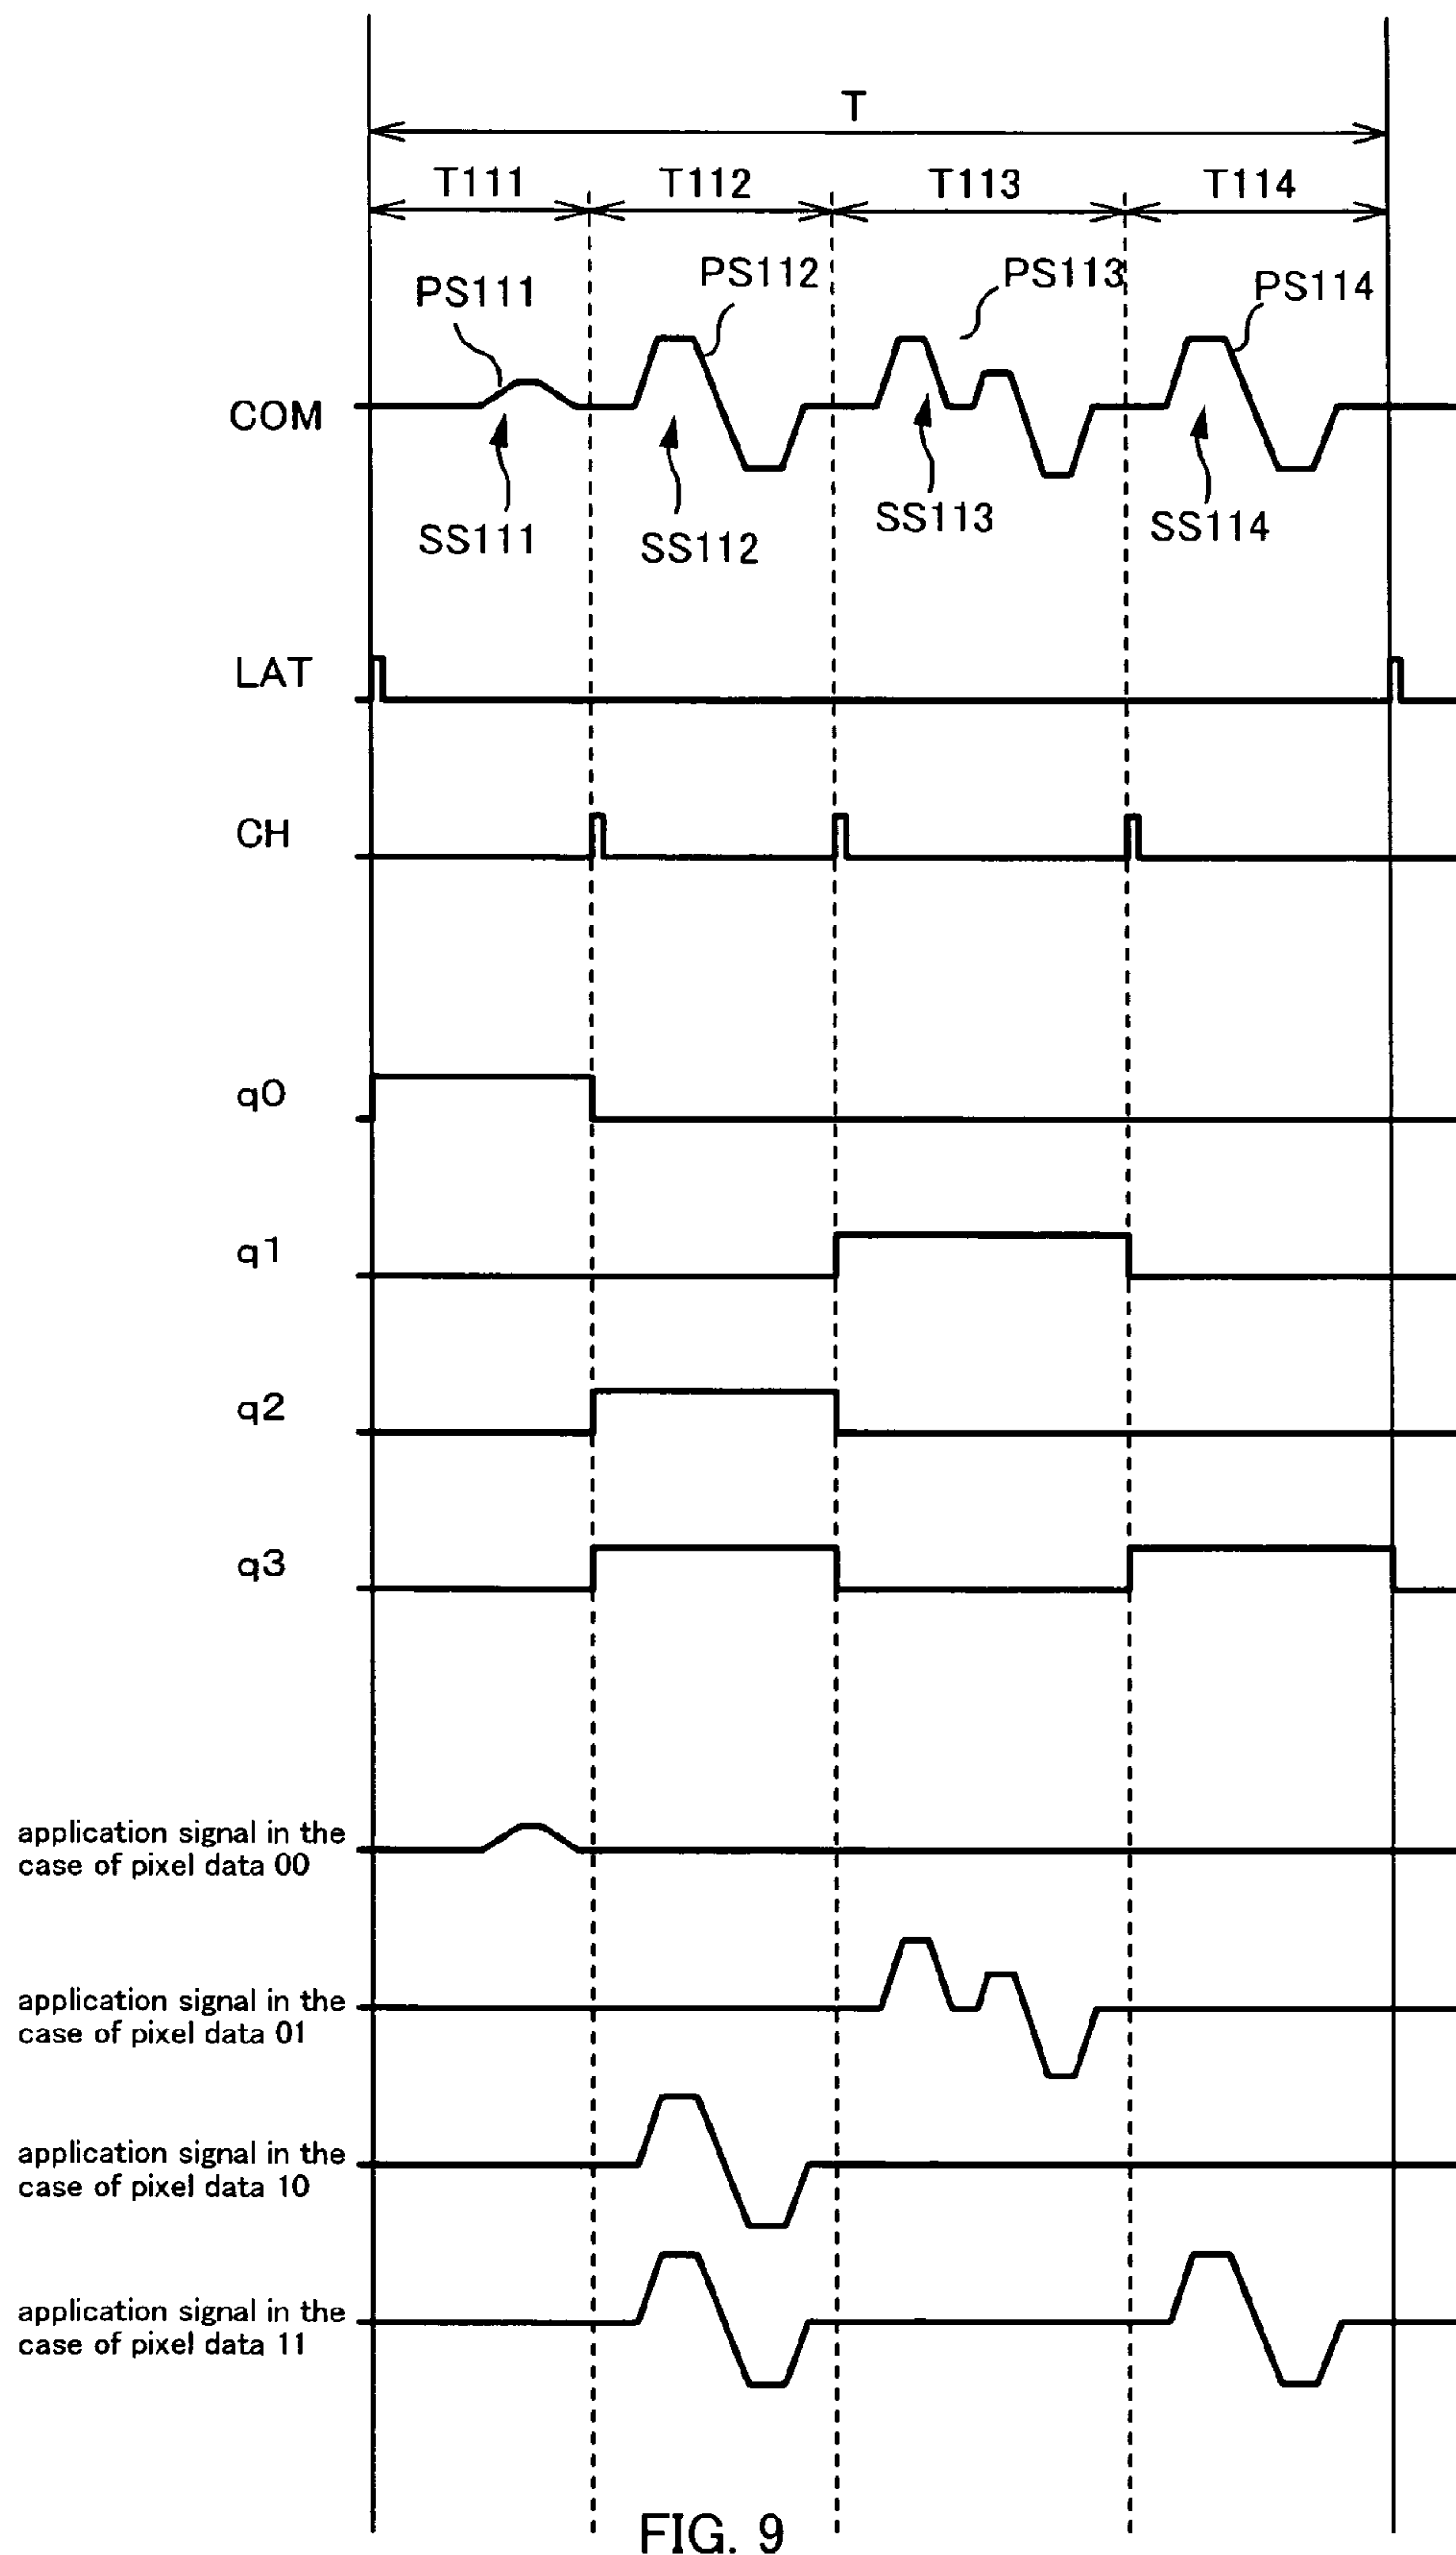 T
T111 T112 T113 T114
PS111 PS112 PS113 PS114
COM
SS111 SS112 SS113 SS114
LAT
CH
q0
q1
q2
q3
application signal in the
case of pixel data 00
application signal in the
case of pixel data 01
application signal in the
case of pixel data 10
application signal in the
case of pixel data 11
FIG. 9